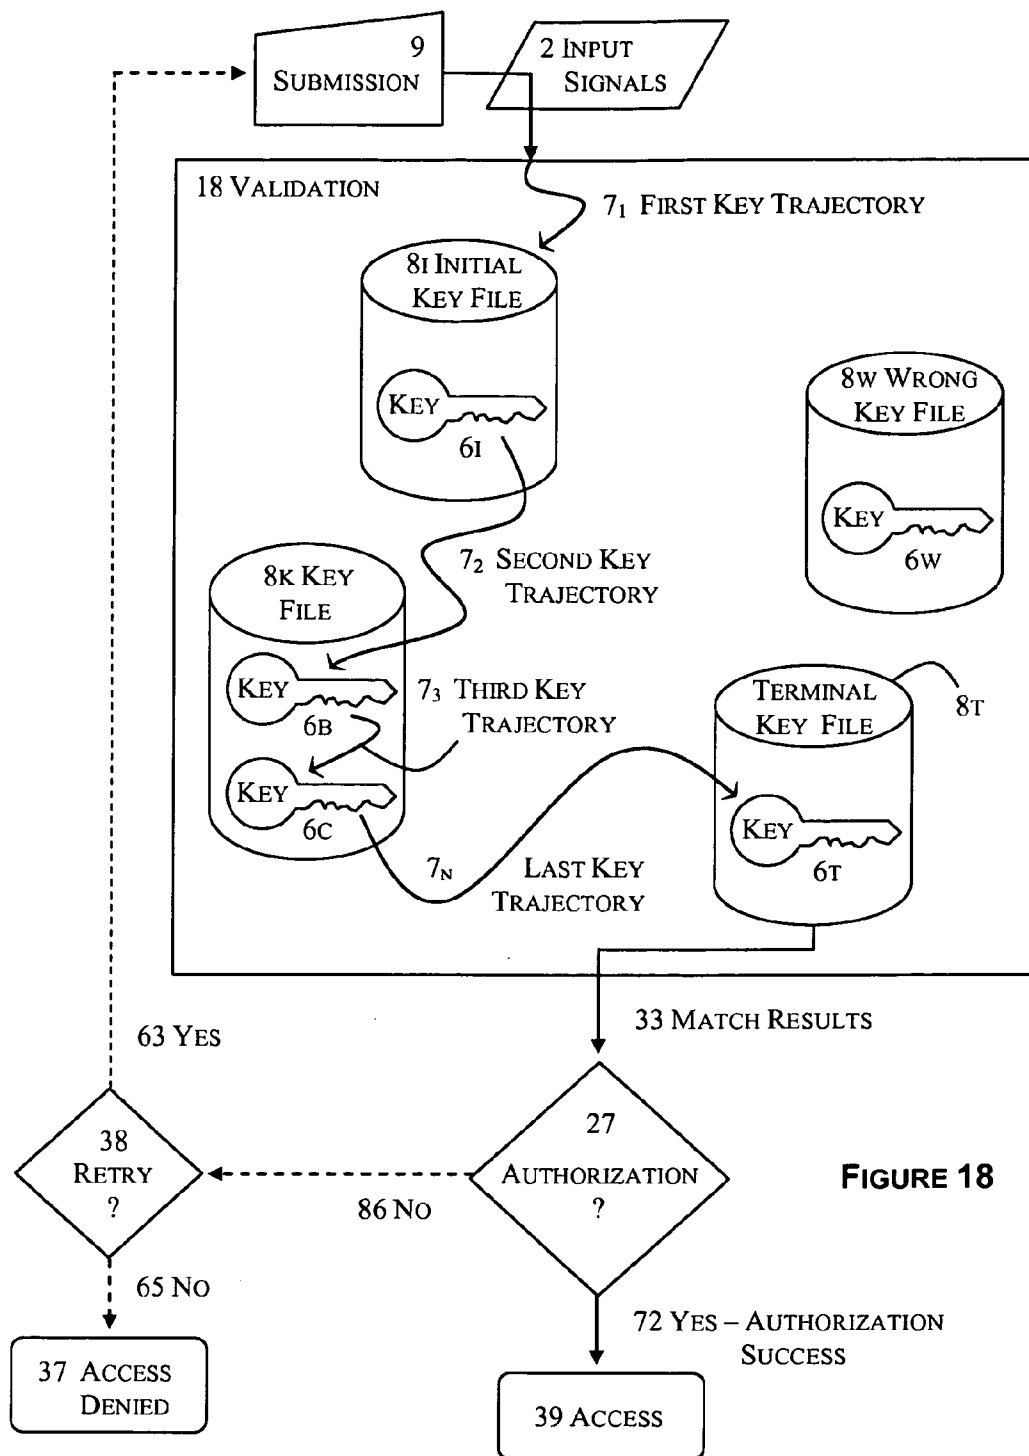 9
SUBMISSION
2 INPUT
SIGNALS
18 VALIDATION
7₁ FIRST KEY TRAJECTORY
8I INITIAL
KEY FILE
KEY
6I
8W WRONG
KEY FILE
KEY
6W
7₂ SECOND KEY
TRAJECTORY
8K KEY
FILE
KEY
6B
7₃ THIRD KEY
TRAJECTORY
KEY
6C
TERMINAL
KEY FILE
8T
KEY
6T
7N LAST KEY
TRAJECTORY
33 MATCH RESULTS
63 YES
38
RETRY
?
27
AUTHORIZATION
?
86 NO
FIGURE 18
65 NO
72 YES – AUTHORIZATION
SUCCESS
37 ACCESS
DENIED
39 ACCESS